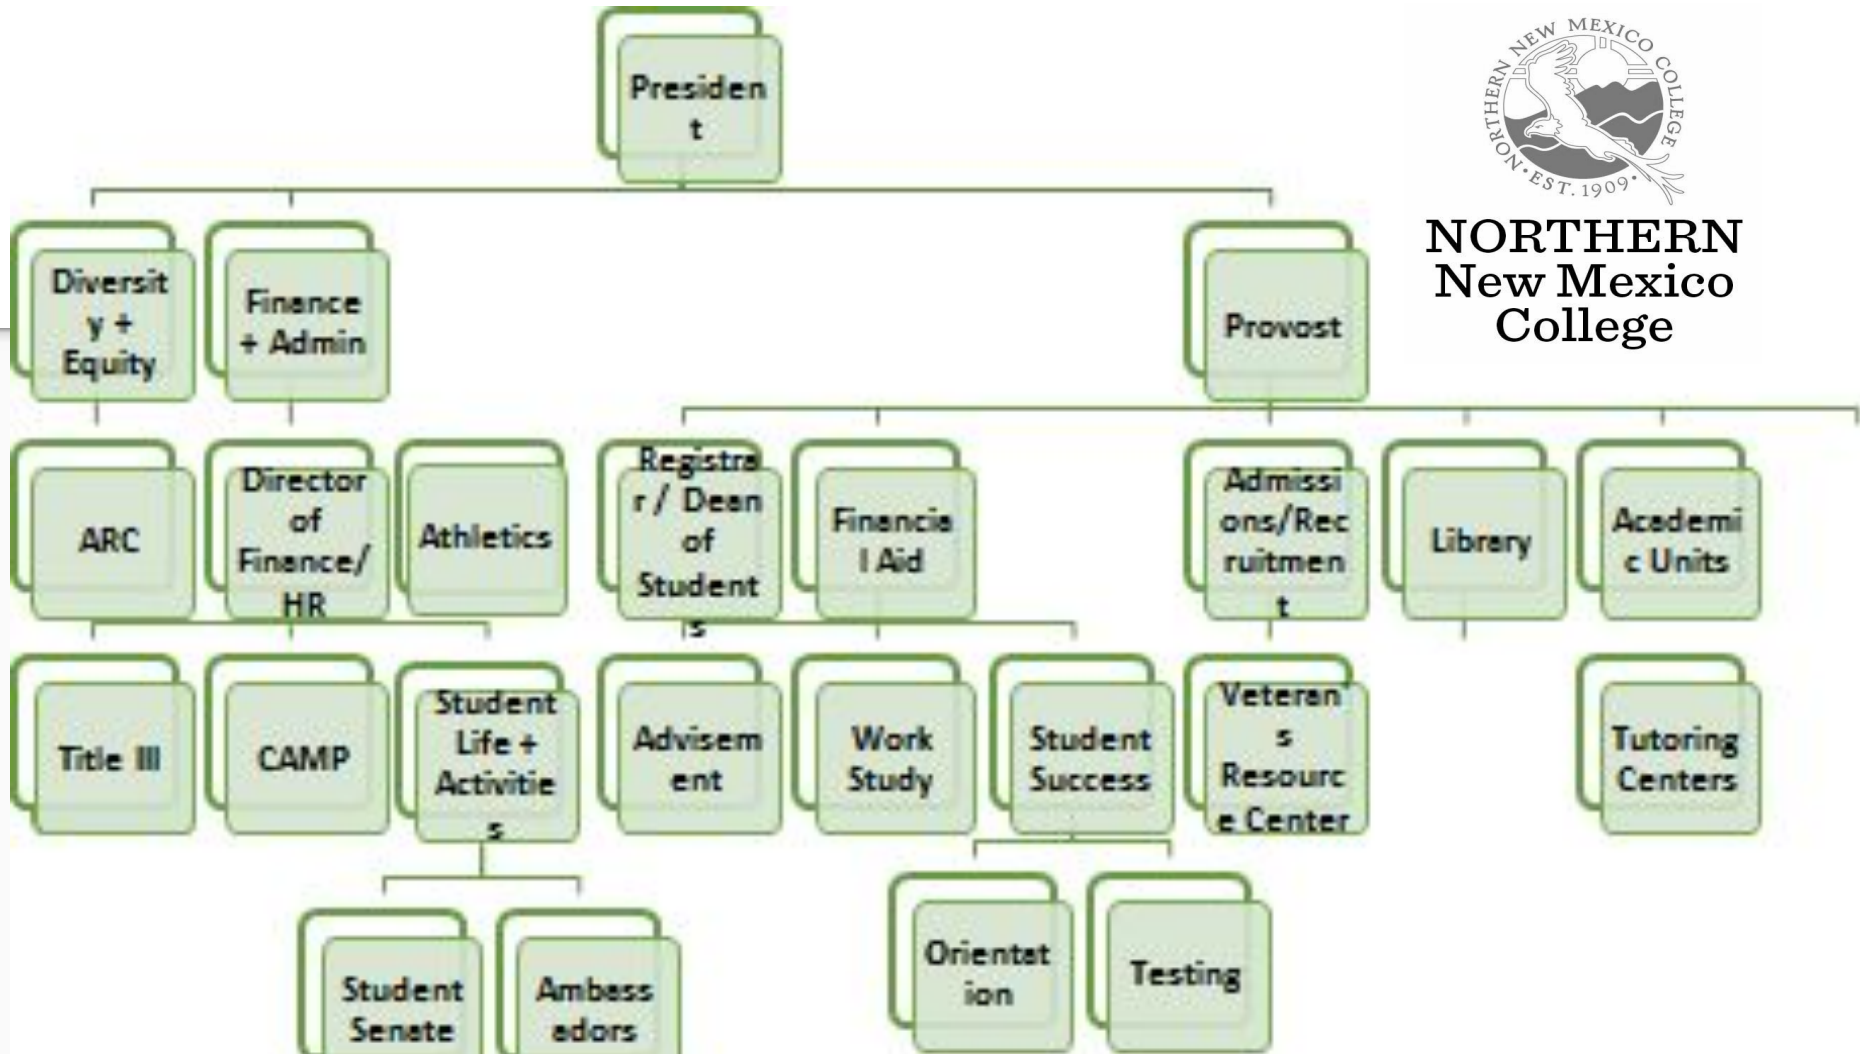 Presiden
t
NORTHERN NEW MEXICO COLLEGE
• EST. 1909 •
NORTHERN
New Mexico
College
Diversit
y +
Equity
Finance
+ Admin
Provost
ARC
Director
of
Finance/
HR
Athletics
Registra
r / Dean
of
Student
s
Financia
l Aid
Admissi
ons/Rec
ruitmen
t
Library
Academi
c Units
Title III
CAMP
Student
Life +
Activitie
s
Advisem
ent
Work
Study
Student
Success
Veteran'
s
Resourc
e Center
Tutoring
Centers
Student
Senate
Ambass
adors
Orientat
ion
Testing